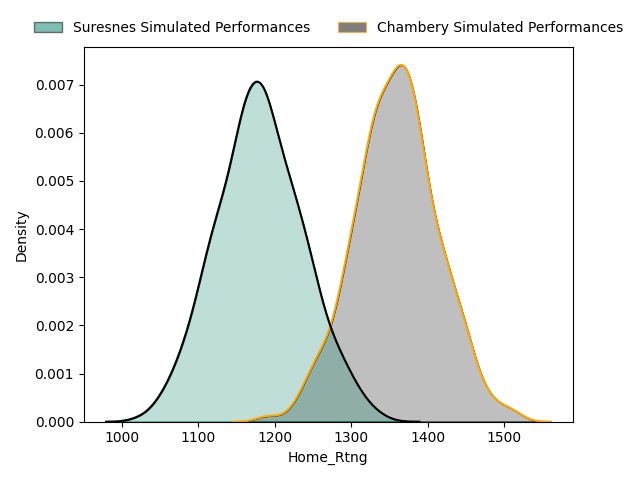 Suresnes Simulated Performances
Chambery Simulated Performances
0.007
0.006
0.005
0.004
0.003
0.002
0.001
0.000
Density
1000 1100 1200 1300 1400 1500
Home_Rtng